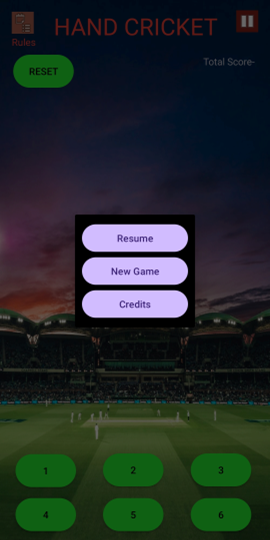 HAND CRICKET
Rules
RESET
Total Score-
Resume
New Game
Credits
1
2
3
4
5
6